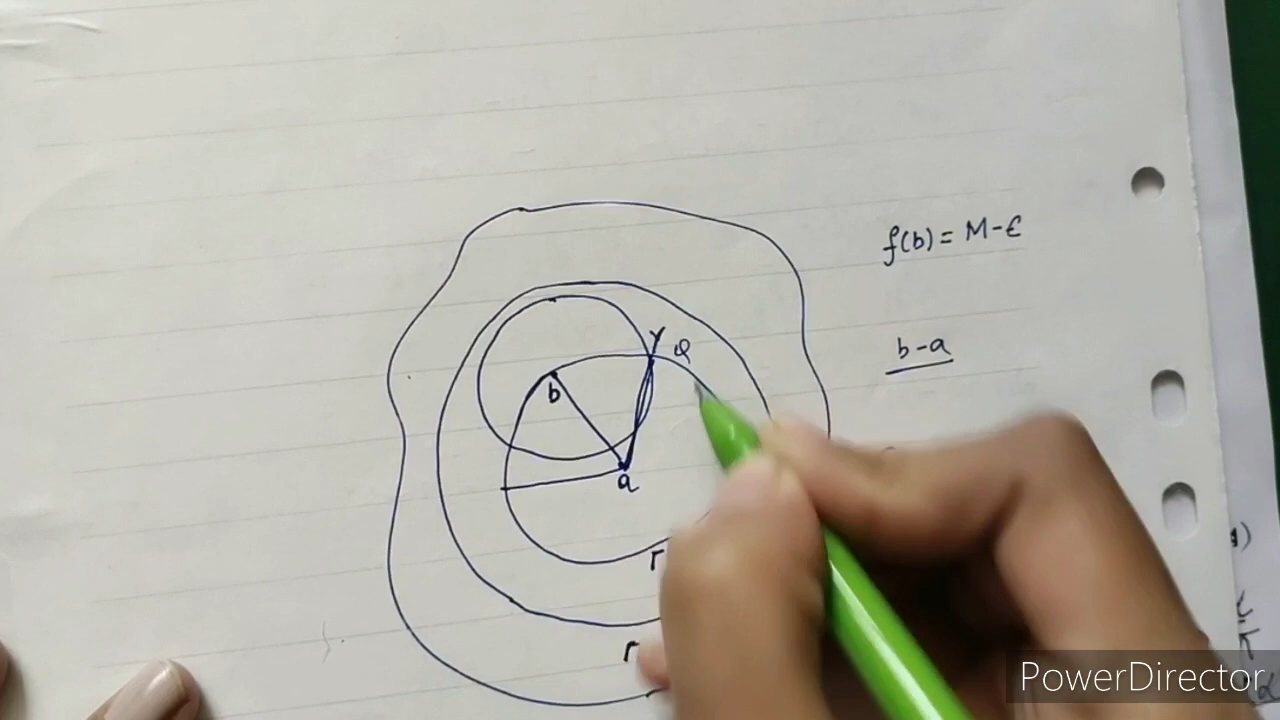 f(b) = M-ε
b-a
γ Q
b
a
r
r
PowerDirector